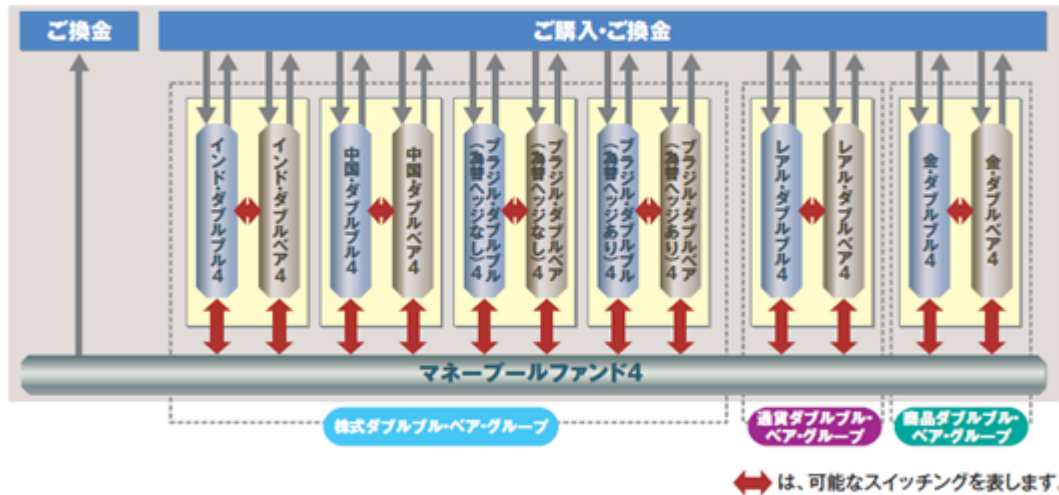 ご換金
ご購入・ご換金
インド・ダブルブル4
インド・ダブルベア4
中国・ダブルブル4
中国・ダブルベア4
ブラジル・ダブルブル
(為替ヘッジなし)4
ブラジル・ダブルベア
(為替ヘッジなし)4
ブラジル・ダブルブル
(為替ヘッジあり)4
ブラジル・ダブルベア
(為替ヘッジあり)4
レアル・ダブルブル4
レアル・ダブルベア4
金・ダブルブル4
金・ダブルベア4
マネープールファンド4
株式ダブルブル・ベア・グループ
通貨ダブルブル・
ベア・グループ
商品ダブルブル・
ベア・グループ
は、可能なスイッチングを表します。